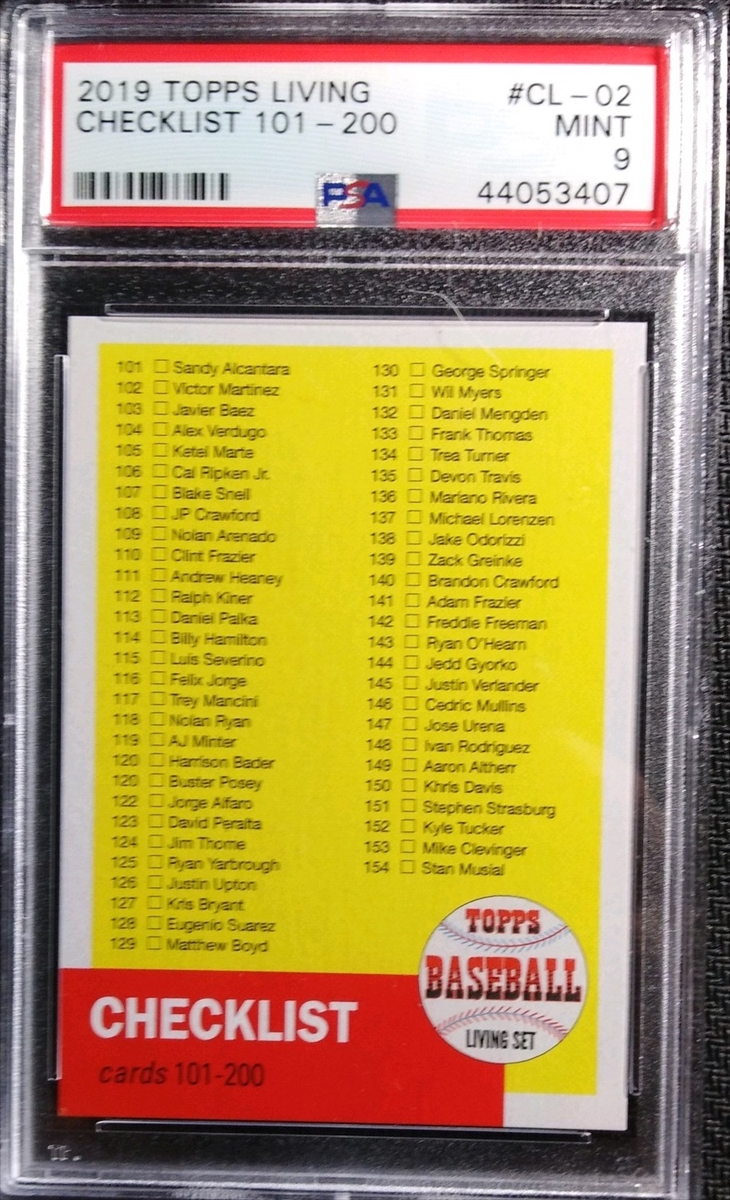 2019 TOPPS LIVING #CL-02
CHECKLIST 101-200 MINT
9
PSA 44053407
101 Sandy Alcantara
102 Victor Martinez
103 Javier Baez
104 Alex Verdugo
105 Ketel Marte
106 Cal Ripken Jr.
107 Blake Snell
108 JP Crawford
109 Nolan Arenado
110 Clint Frazier
111 Andrew Heaney
112 Ralph Kiner
113 Daniel Palka
114 Billy Hamilton
115 Luis Severino
116 Felix Jorge
117 Trey Mancini
118 Nolan Ryan
119 AJ Minter
120 Harrison Bader
120 Buster Posey
122 Jorge Alfaro
123 David Peralta
124 Jim Thome
125 Ryan Yarbrough
126 Justin Upton
127 Kris Bryant
128 Eugenio Suarez
129 Matthew Boyd
130 George Springer
131 Wil Myers
132 Daniel Mengden
133 Frank Thomas
134 Trea Turner
135 Devon Travis
136 Mariano Rivera
137 Michael Lorenzen
138 Jake Odorizzi
139 Zack Greinke
140 Brandon Crawford
141 Adam Frazier
142 Freddie Freeman
143 Ryan O'Hearn
144 Jedd Gyorko
145 Justin Verlander
146 Cedric Mullins
147 Jose Urena
148 Ivan Rodriguez
149 Aaron Altherr
150 Khris Davis
151 Stephen Strasburg
152 Kyle Tucker
153 Mike Clevinger
154 Stan Musial
TOPPS
BASEBALL
LIVING SET
CHECKLIST
cards 101-200